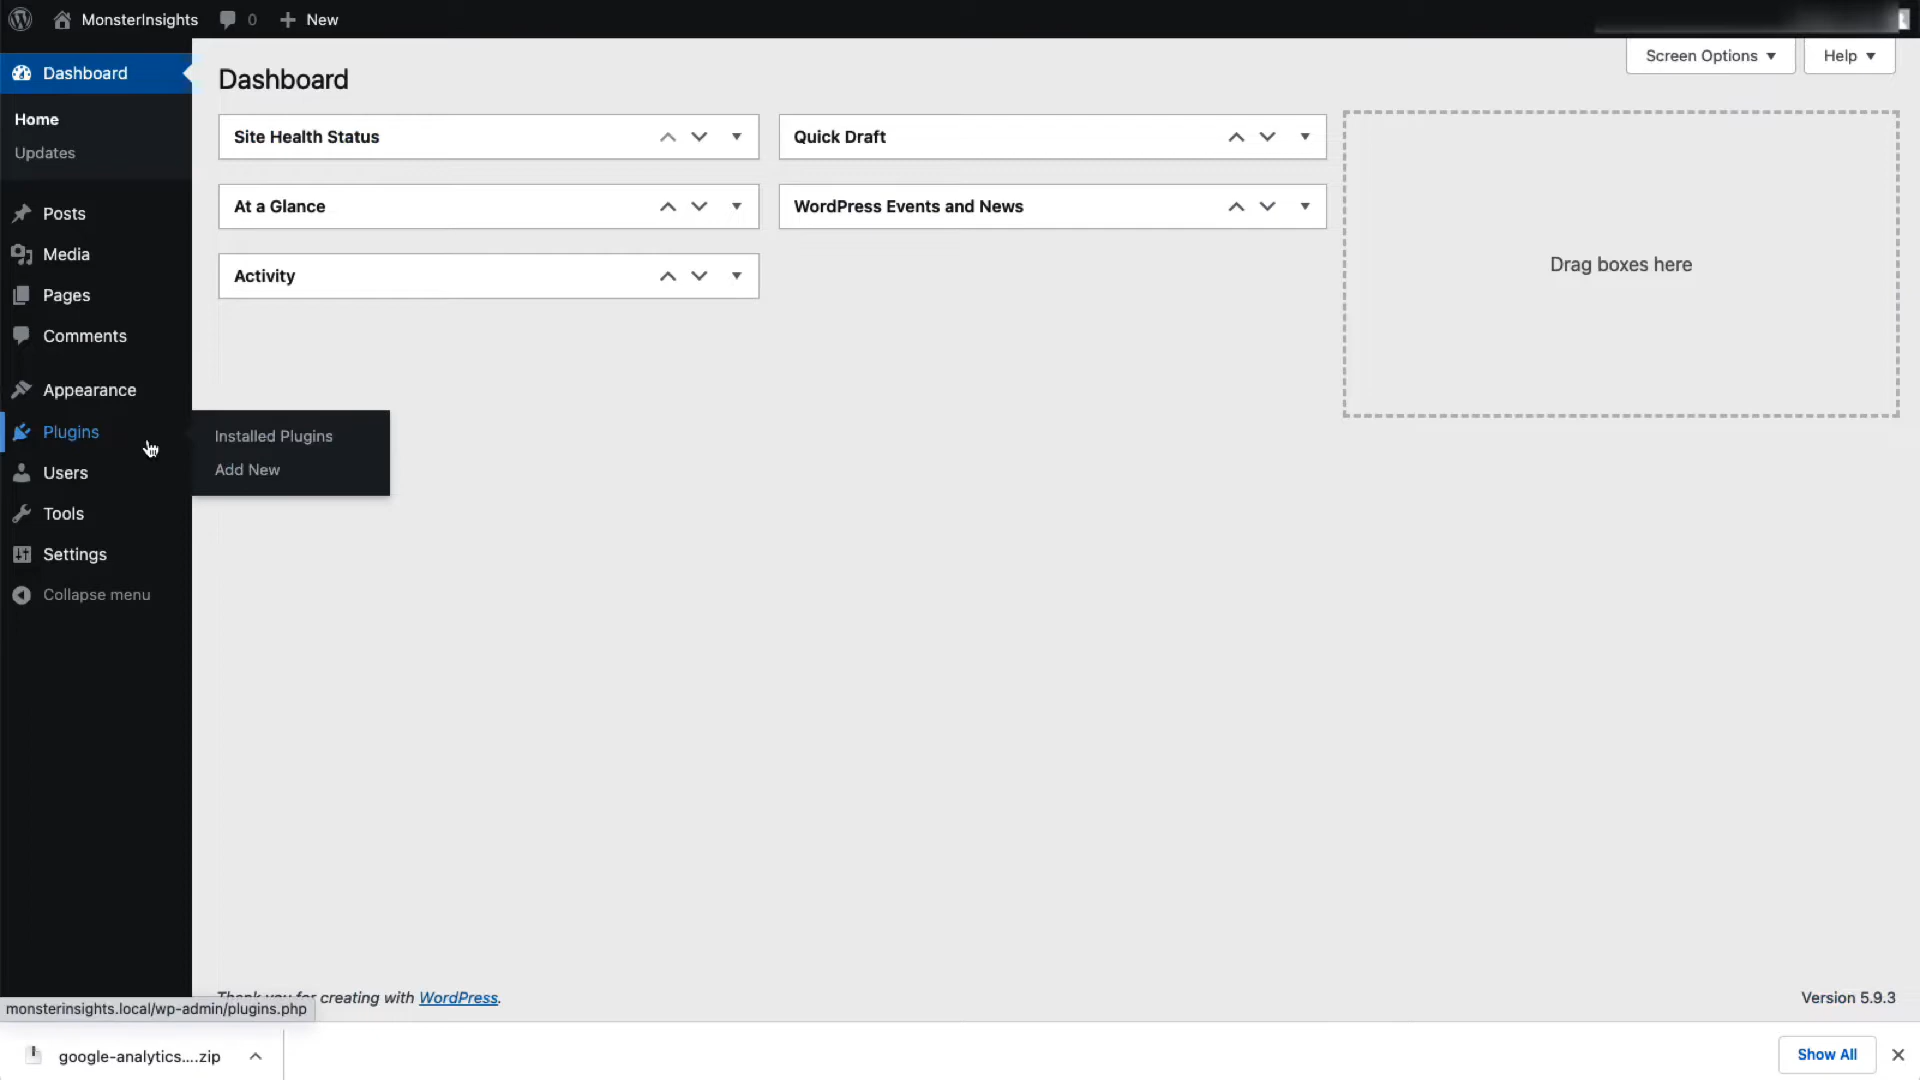 MonsterInsights 0 New
Screen Options Help
Dashboard
Home
Updates
Posts
Media
Pages
Comments
Appearance
Plugins
Users
Tools
Settings
Collapse menu
Installed Plugins
Add New
Dashboard
Site Health Status
At a Glance
Activity
Quick Draft
WordPress Events and News
Drag boxes here
Thank you for creating with WordPress.
Version 5.9.3
monsterinsights.local/wp-admin/plugins.php
google-analytics....zip
Show All